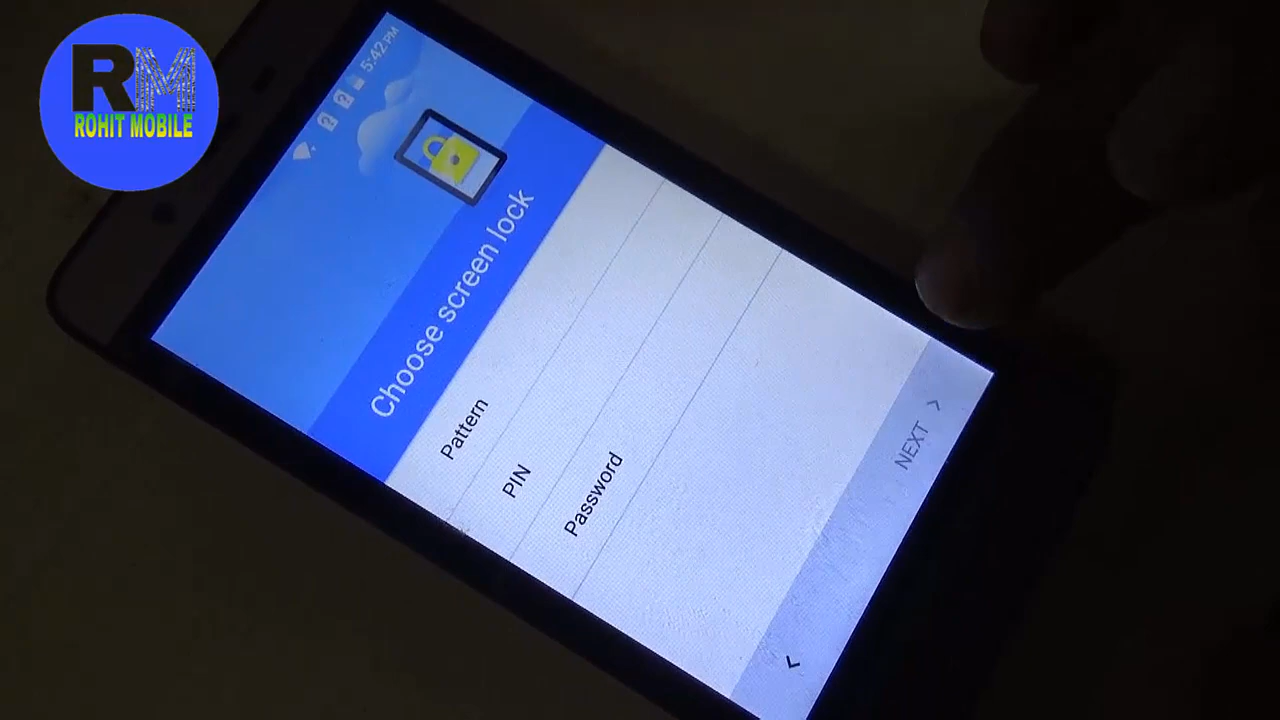 RM
ROHIT MOBILE
5:42 PM
Choose screen lock
Pattern
PIN
Password
NEXT